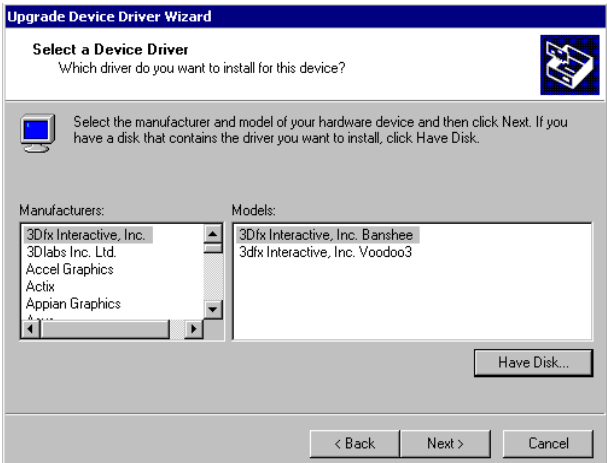 Upgrade Device Driver Wizard
Select a Device Driver
Which driver do you want to install for this device?
Select the manufacturer and model of your hardware device and then click Next. If you
have a disk that contains the driver you want to install, click Have Disk.
Manufacturers:
3Dfx Interactive, Inc.
3Dlabs Inc. Ltd.
Accel Graphics
Actix
Appian Graphics
Models:
3Dfx Interactive, Inc. Banshee
3dfx Interactive, Inc. Voodoo3
Have Disk...
< Back
Next >
Cancel